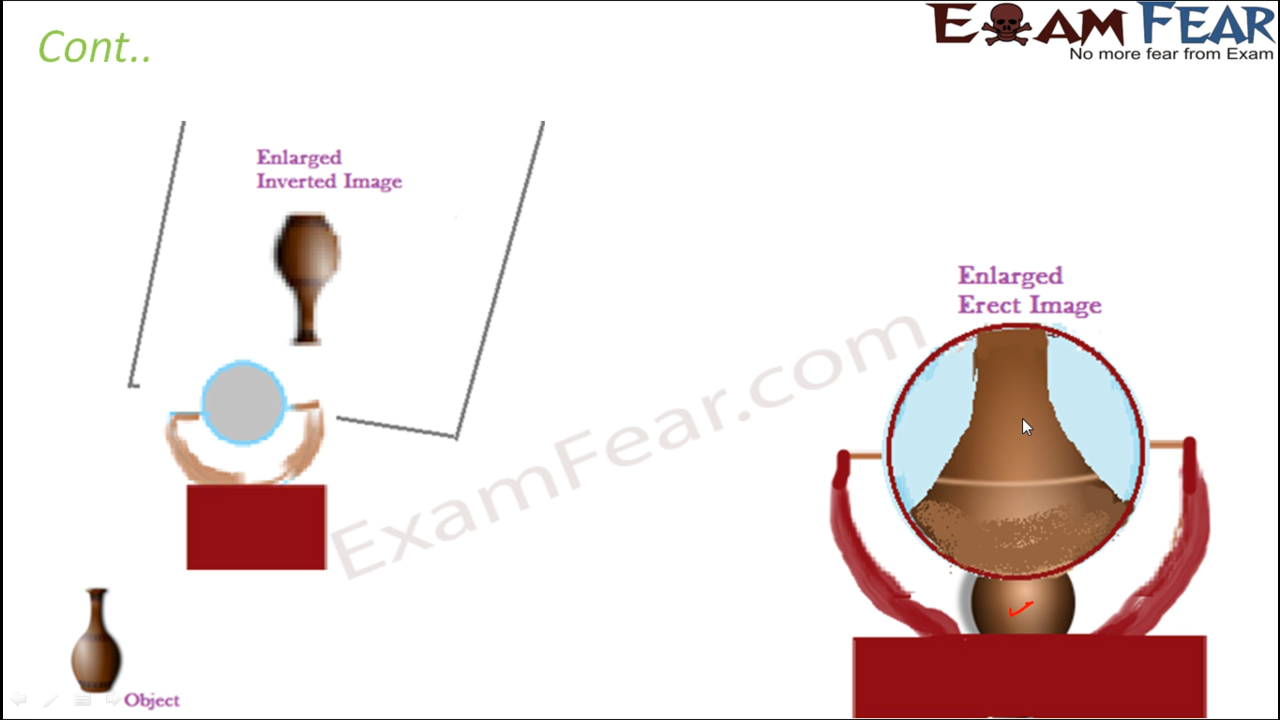 Cont..
EXAM FEAR
No more fear from Exam
Enlarged
Inverted Image
Enlarged
Erect Image
ExamFear.com
Object